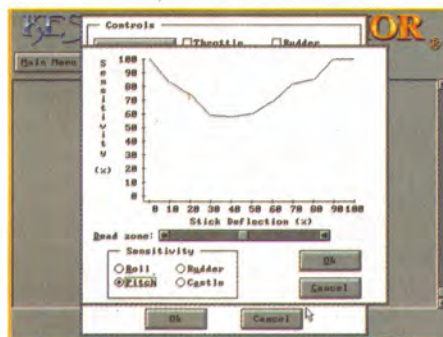 KES OR
Controls
Throttle Rudder
Main Menu
Sensitivity
(%)
100
90
80
70
60
50
40
30
20
10
0
0 10 20 30 40 50 60 70 80 90 100
Stick Deflection (%)
Dead zone:
Sensitivity
Roll Rudder
Pitch Castle
Ok
Cancel
Ok Cancel